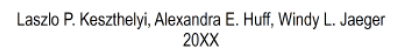 Laszlo P. Keszthelyi, Alexandra E. Huff, Windy L. Jaeger
20XX